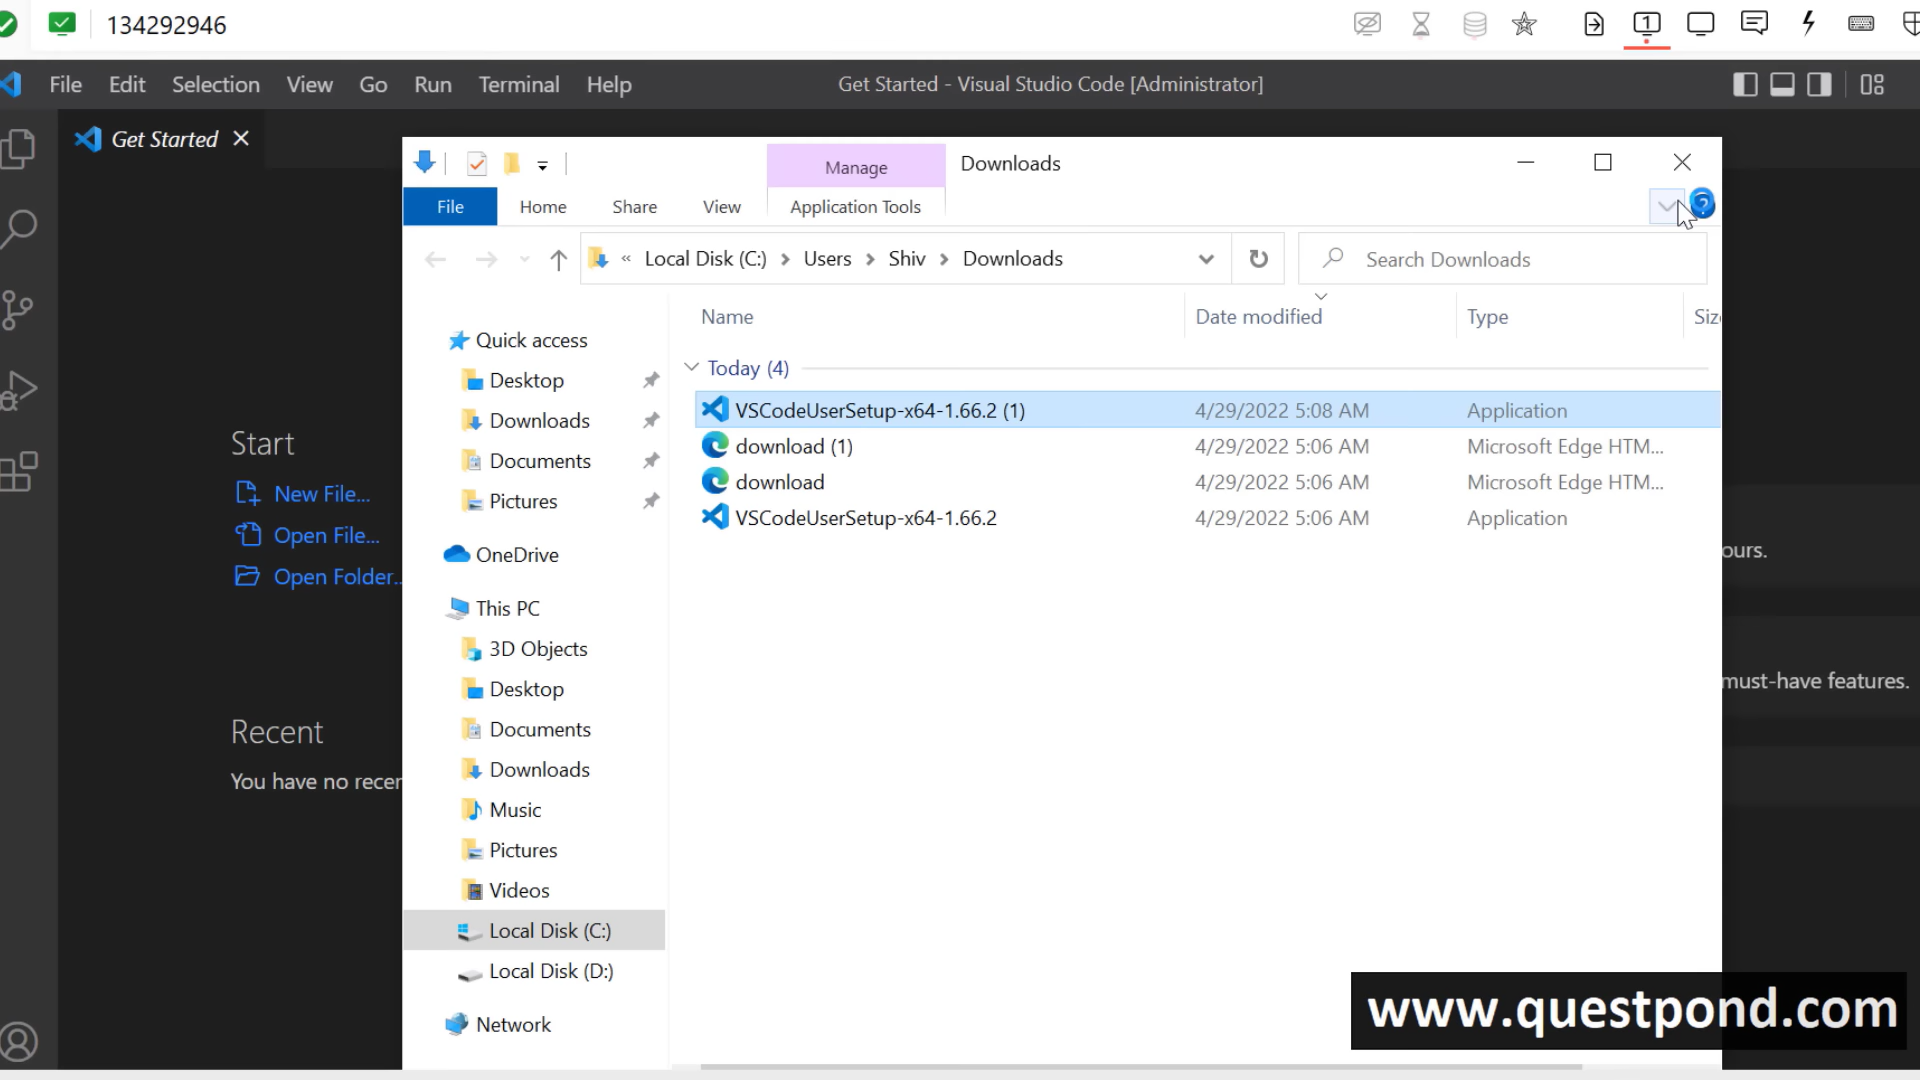 134292946
File Edit Selection View Go Run Terminal Help
Get Started - Visual Studio Code [Administrator]
Get Started
Manage
Downloads
File Home Share View Application Tools
« Local Disk (C:) Users Shiv Downloads
Search Downloads
Name Date modified Type Siz
Today (4)
VSCodeUserSetup-x64-1.66.2 (1) 4/29/2022 5:08 AM Application
download (1) 4/29/2022 5:06 AM Microsoft Edge HTM...
download 4/29/2022 5:06 AM Microsoft Edge HTM...
VSCodeUserSetup-x64-1.66.2 4/29/2022 5:06 AM Application
Quick access
Desktop
Downloads
Documents
Pictures
OneDrive
This PC
3D Objects
Desktop
Documents
Downloads
Music
Pictures
Videos
Local Disk (C:)
Local Disk (D:)
Network
Start
New File...
Open File...
Open Folder..
Recent
You have no recer
ours.
must-have features.
www.questpond.com